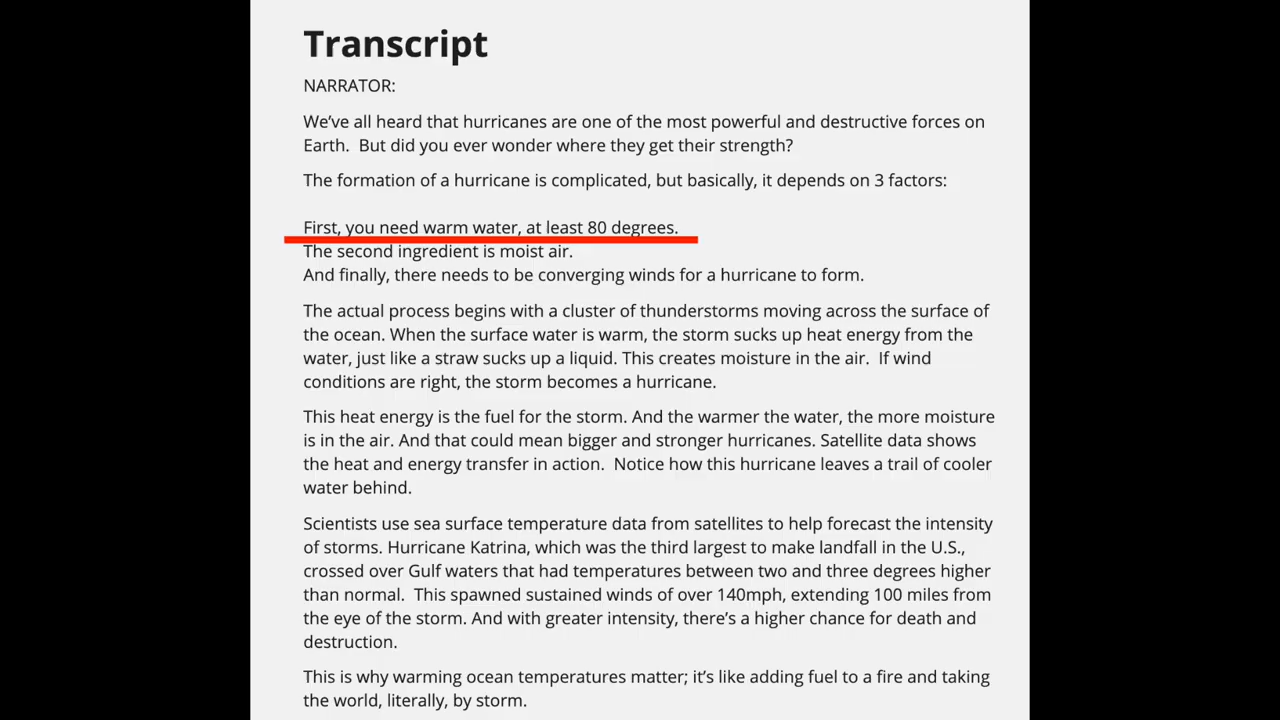 Transcript
NARRATOR:
We’ve all heard that hurricanes are one of the most powerful and destructive forces on
Earth.  But did you ever wonder where they get their strength?
The formation of a hurricane is complicated, but basically, it depends on 3 factors:
First, you need warm water, at least 80 degrees.
The second ingredient is moist air.
And finally, there needs to be converging winds for a hurricane to form.
The actual process begins with a cluster of thunderstorms moving across the surface of
the ocean. When the surface water is warm, the storm sucks up heat energy from the
water, just like a straw sucks up a liquid. This creates moisture in the air.  If wind
conditions are right, the storm becomes a hurricane.
This heat energy is the fuel for the storm. And the warmer the water, the more moisture
is in the air. And that could mean bigger and stronger hurricanes. Satellite data shows
the heat and energy transfer in action.  Notice how this hurricane leaves a trail of cooler
water behind.
Scientists use sea surface temperature data from satellites to help forecast the intensity
of storms. Hurricane Katrina, which was the third largest to make landfall in the U.S.,
crossed over Gulf waters that had temperatures between two and three degrees higher
than normal.  This spawned sustained winds of over 140mph, extending 100 miles from
the eye of the storm. And with greater intensity, there’s a higher chance for death and
destruction.
This is why warming ocean temperatures matter; it’s like adding fuel to a fire and taking
the world, literally, by storm.